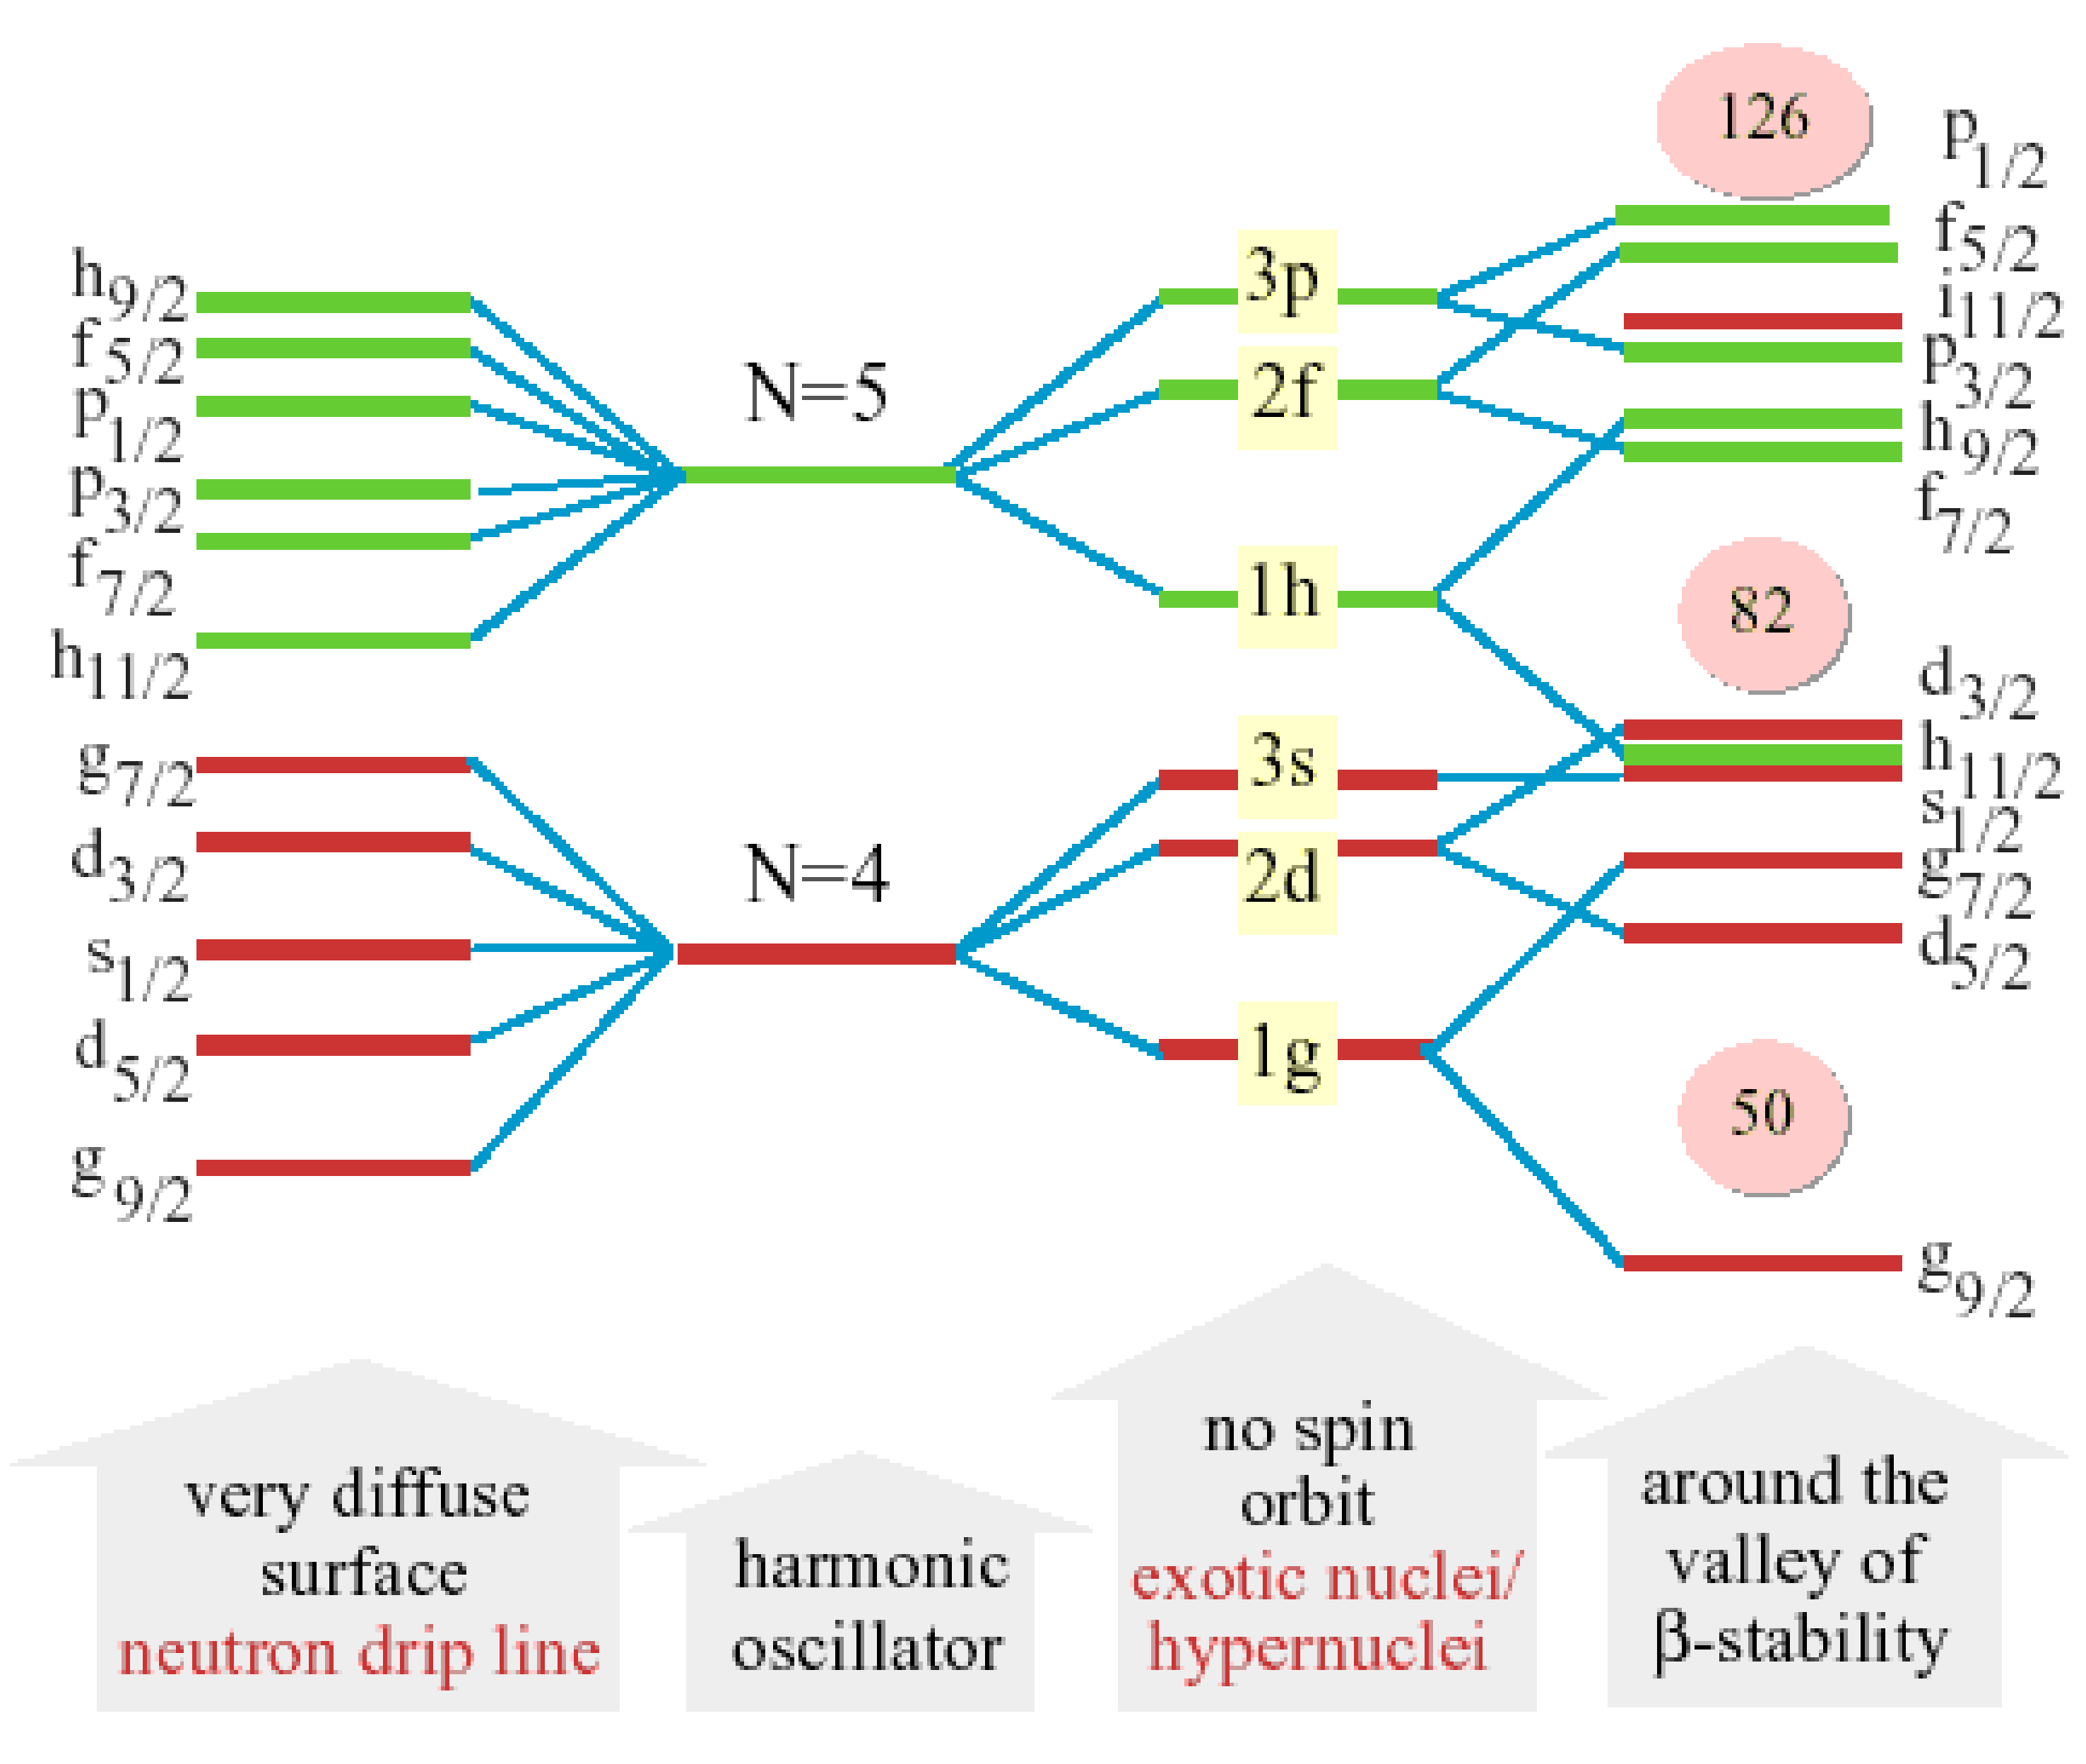 h9/2
f5/2
p1/2
p3/2
f7/2
h11/2
g7/2
d3/2
s1/2
d5/2
g9/2
N=5
N=4
3p
2f
1h
3s
2d
1g
126
82
50
p1/2
f5/2
i11/2
p3/2
h9/2
f7/2
d3/2
h11/2
s1/2
g7/2
d5/2
g9/2
very diffuse
surface
neutron drip line
harmonic
oscillator
no spin
orbit
exotic nuclei/
hypernuclei
around the
valley of
β-stability